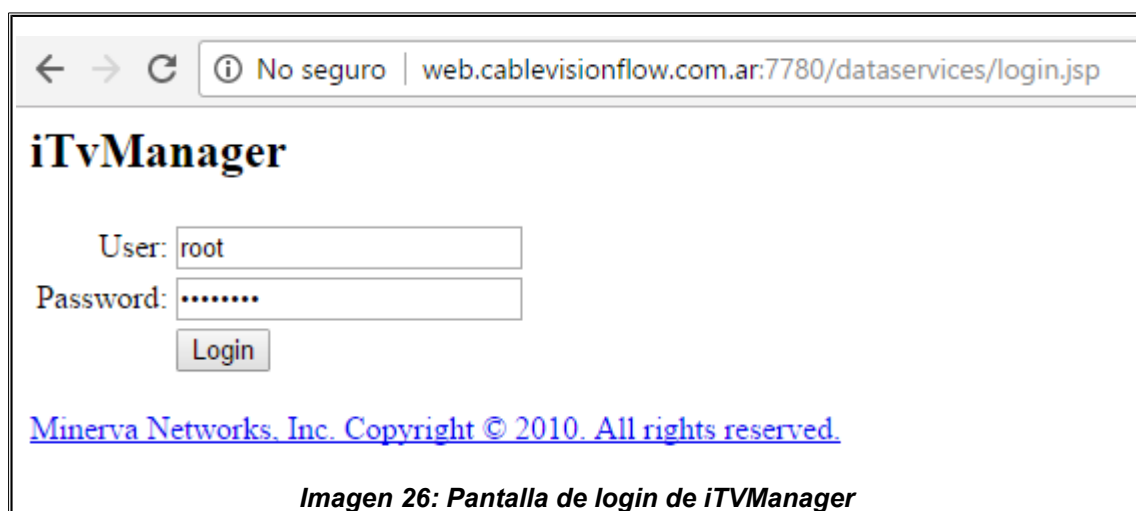 No seguro | web.cablevisionflow.com.ar:7780/dataservices/login.jsp
iTvManager
User: root
Password: ••••••••
Login
Minerva Networks, Inc. Copyright © 2010. All rights reserved.
Imagen 26: Pantalla de login de iTVManager